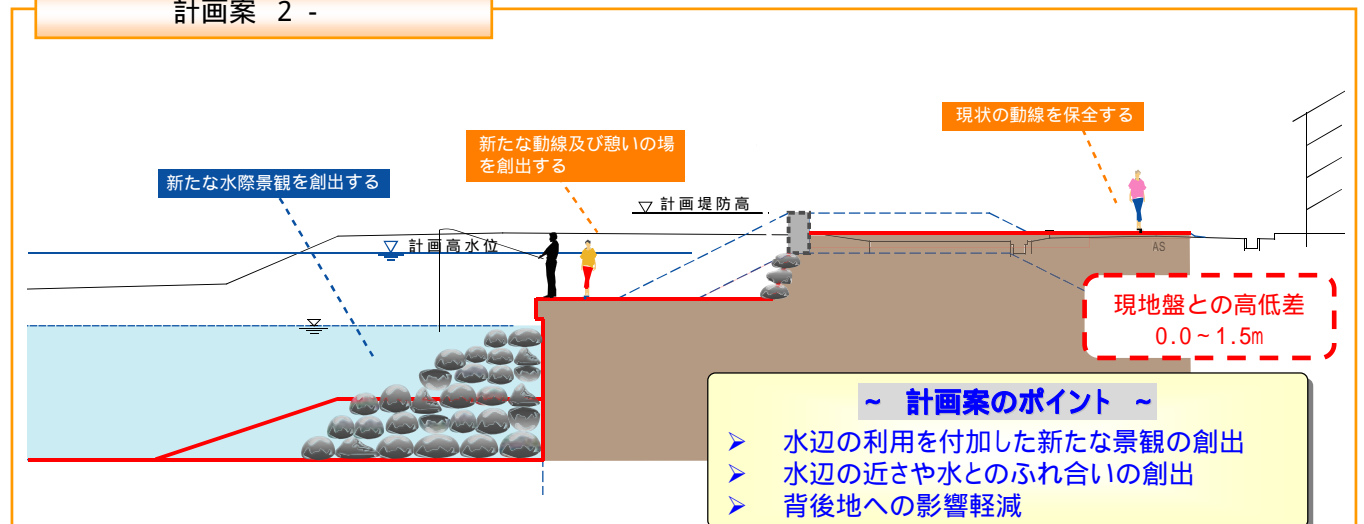 計画案 2 -
現状の動線を保全する
新たな動線及び憩いの場
を創出する
新たな水際景観を創出する
計画堤防高
計画高水位
AS
現地盤との高低差
0.0~1.5m
~ 計画案のポイント ~
➢ 水辺の利用を付加した新たな景観の創出
➢ 水辺の近さや水とのふれ合いの創出
➢ 背後地への影響軽減